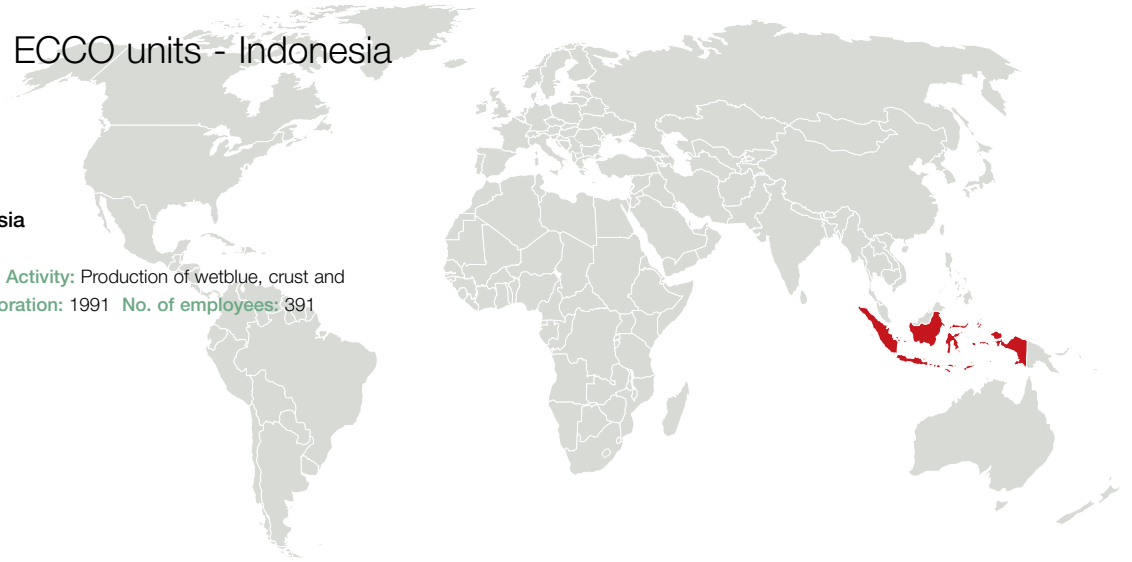 ECCO units - Indonesia
sia
Activity: Production of wetblue, crust and
oration: 1991 No. of employees: 391